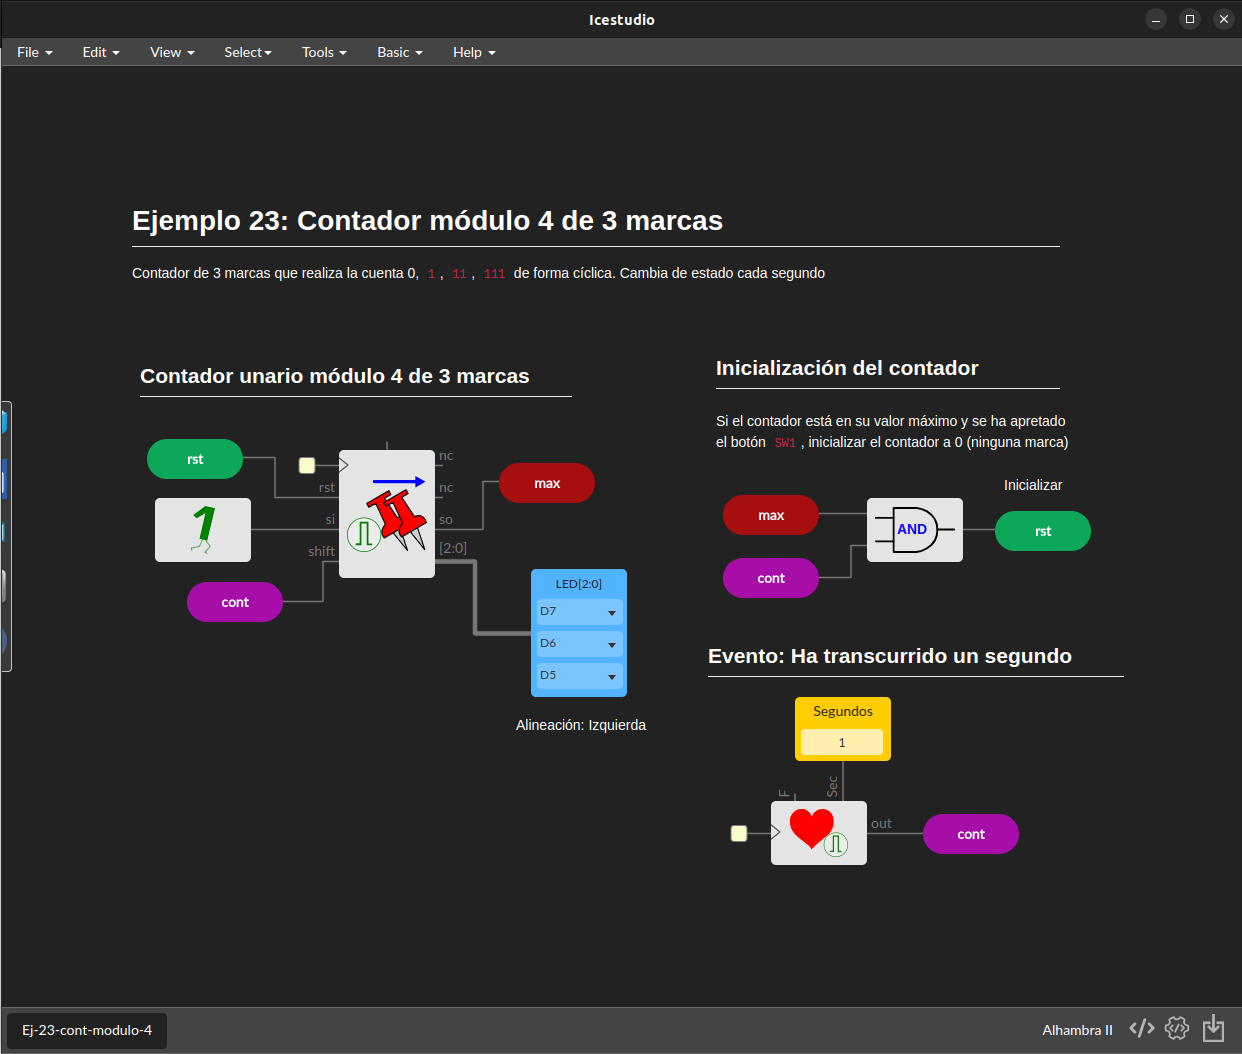 Icestudio
File Edit View Select Tools Basic Help
Ejemplo 23: Contador módulo 4 de 3 marcas
Contador de 3 marcas que realiza la cuenta 0, 1 , 11 , 111 de forma cíclica. Cambia de estado cada segundo
Contador unario módulo 4 de 3 marcas
rst
1
cont
rst
si
shift
nc
nc
so
[2:0]
max
LED[2:0]
D7
D6
D5
Alineación: Izquierda
Inicialización del contador
Si el contador está en su valor máximo y se ha apretado
el botón SW1 , inicializar el contador a 0 (ninguna marca)
Inicializar
max
cont
AND
rst
Evento: Ha transcurrido un segundo
Segundos
1
F
Sec
out
cont
Ej-23-cont-modulo-4
Alhambra II